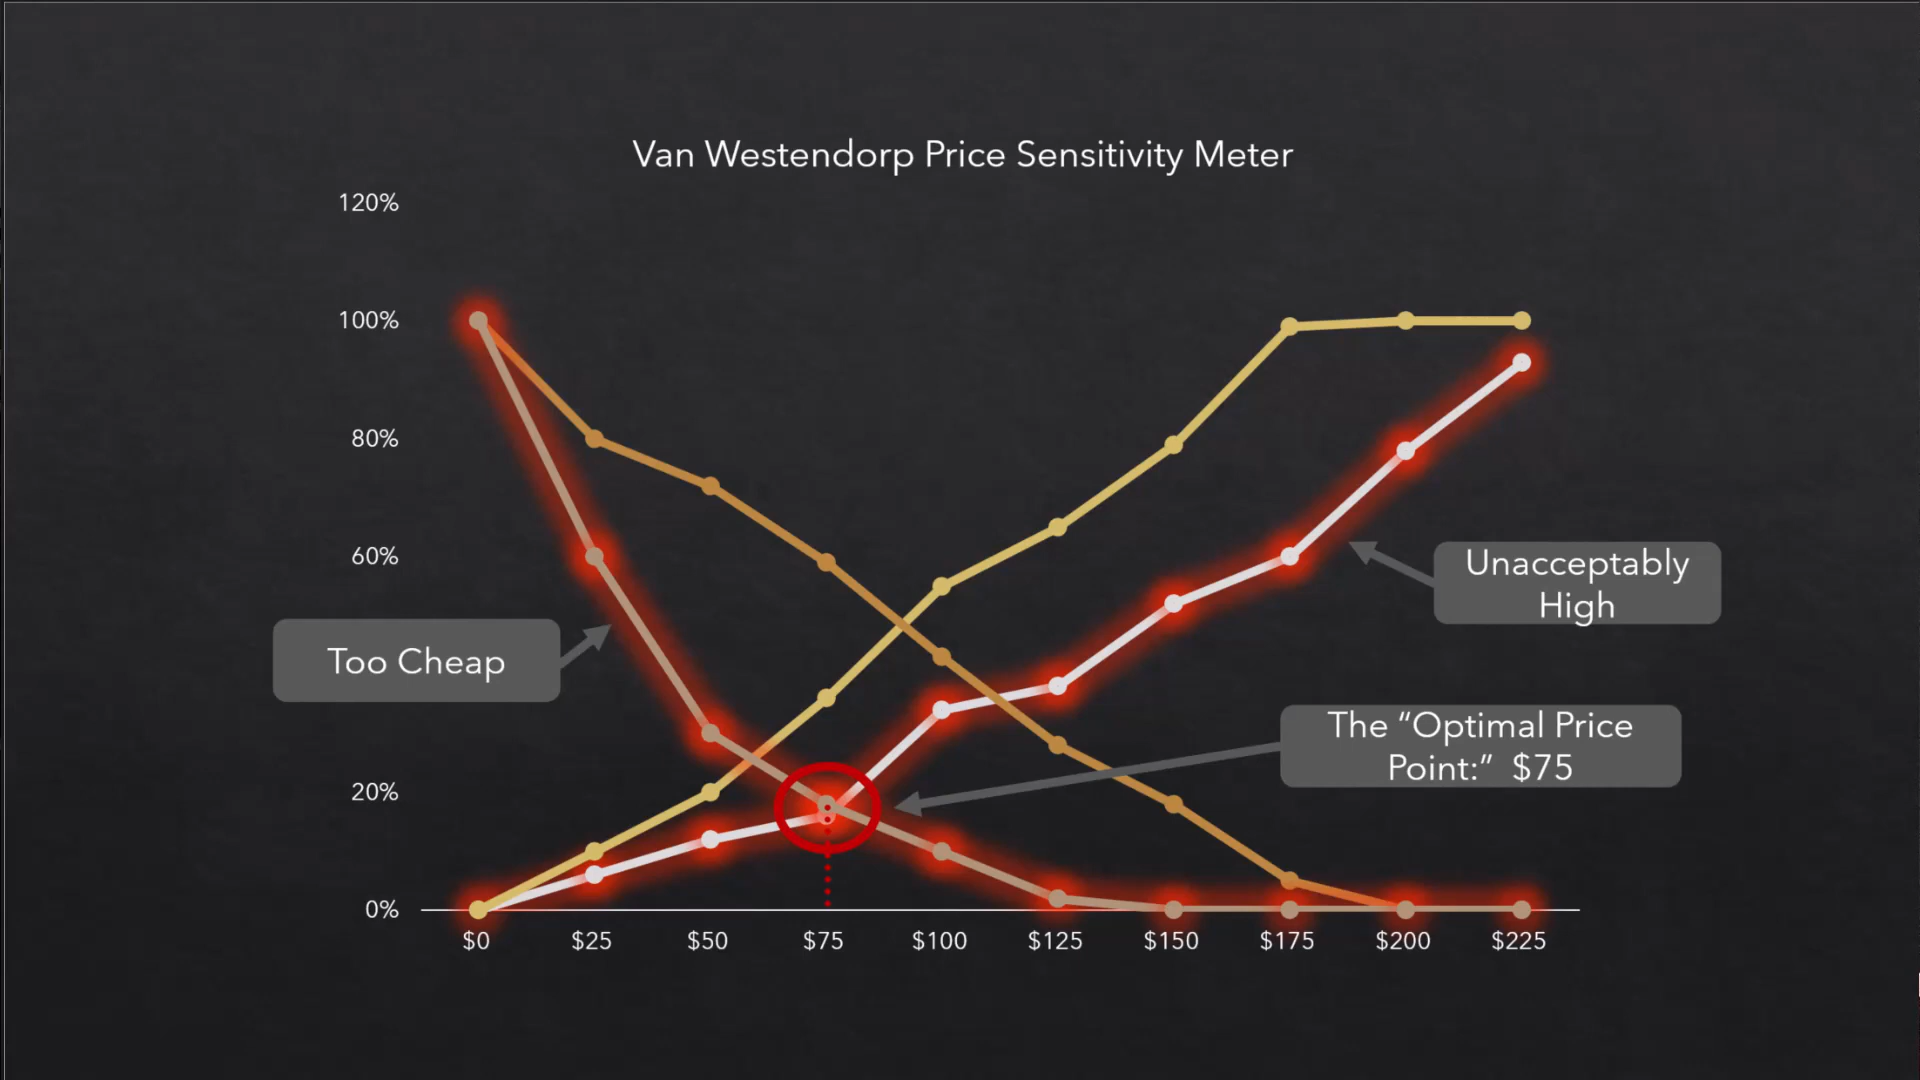 Van Westendorp Price Sensitivity Meter
120%
100%
80%
60%
20%
0%
Too Cheap
Unacceptably
High
The “Optimal Price
Point:” $75
$0 $25 $50 $75 $100 $125 $150 $175 $200 $225